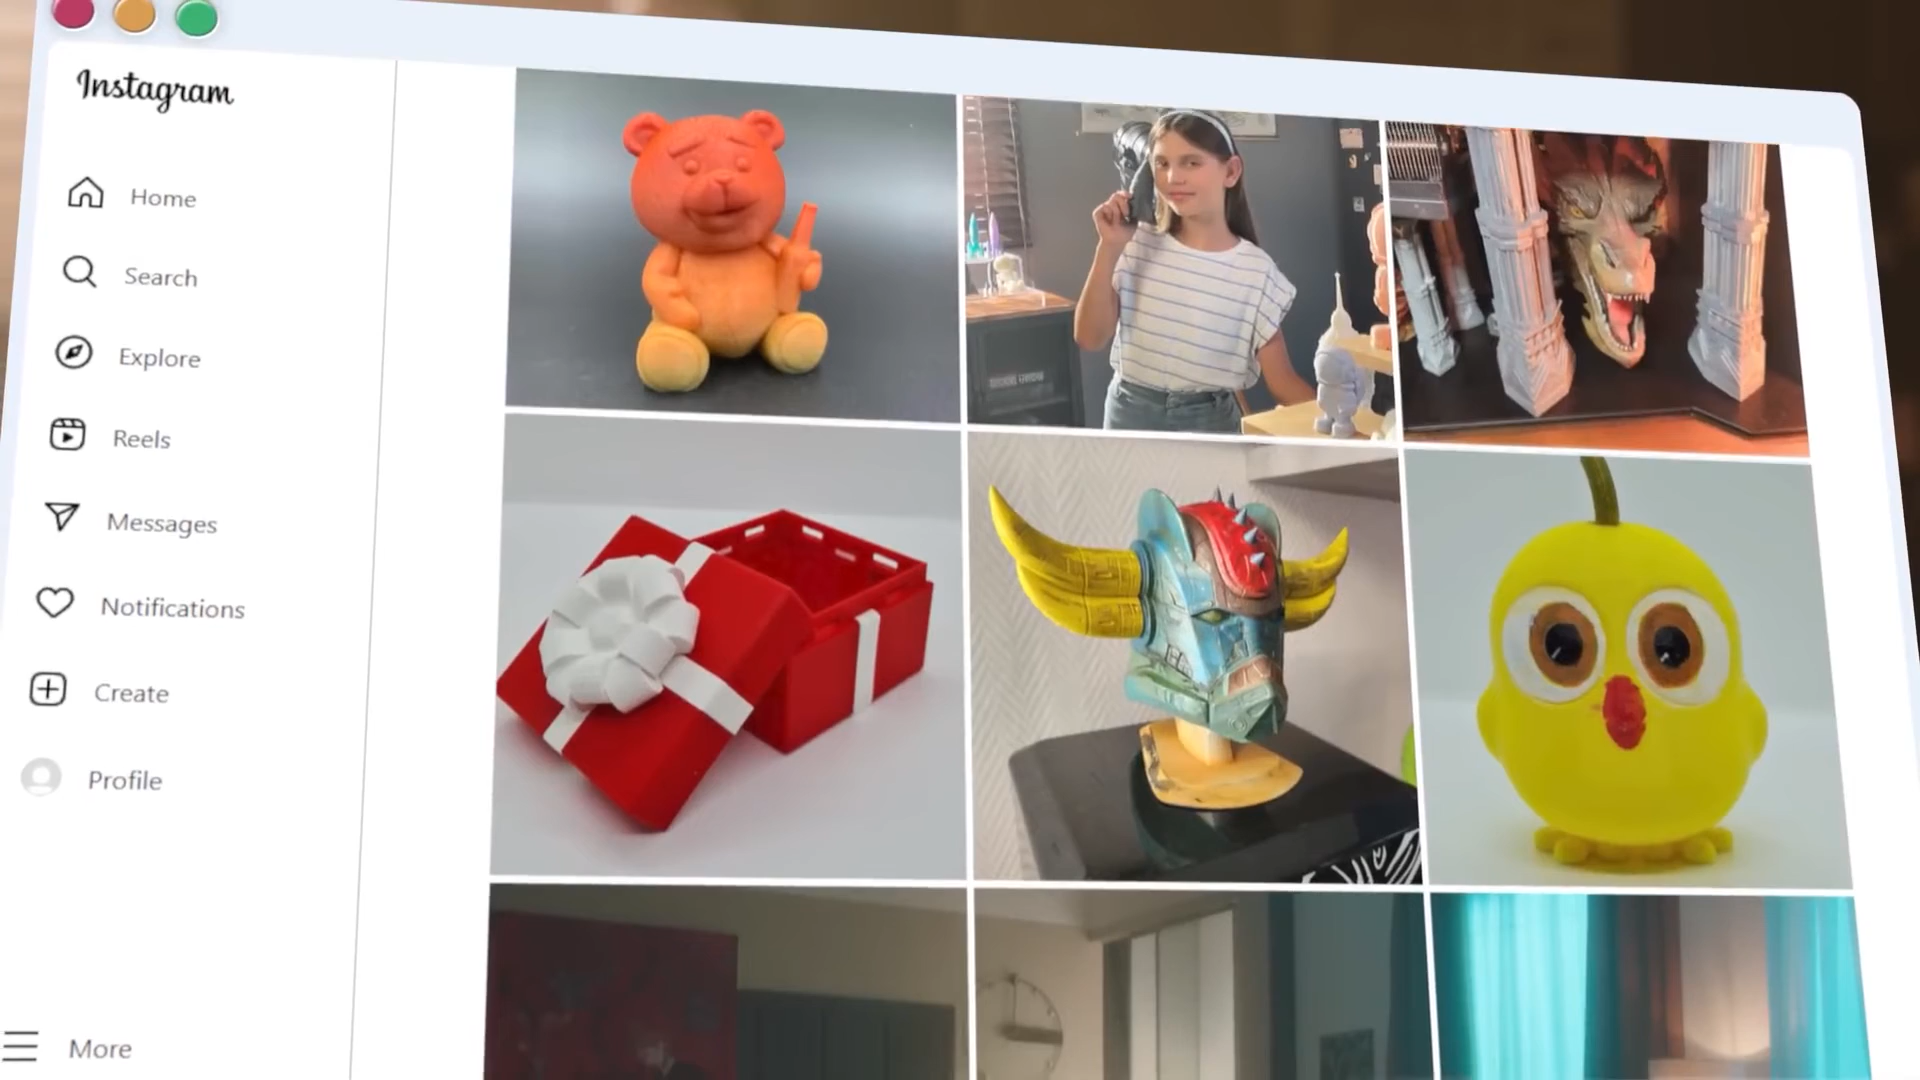 Instagram
Home
Search
Explore
Reels
Messages
Notifications
Create
Profile
More